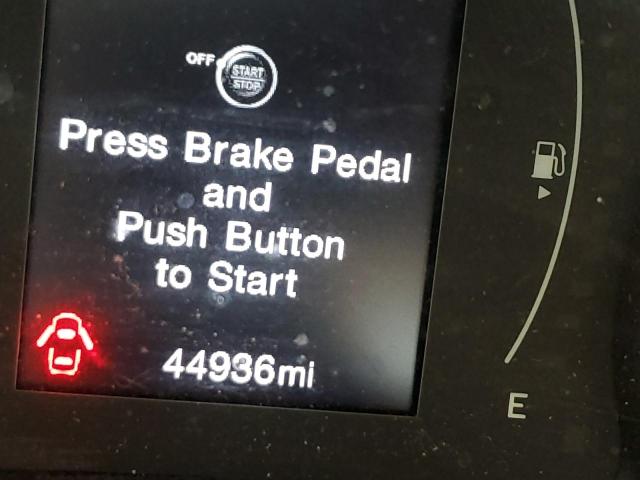 OFF
START
STOP
Press Brake Pedal
and
Push Button
to Start
44936mi
E